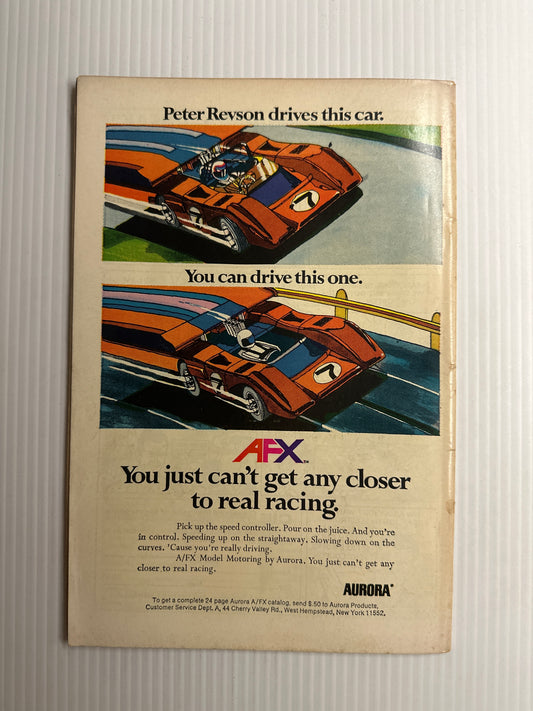 Peter Revson drives this car.
7
7
You can drive this one.
7
7
AFX™
You just can't get any closer
to real racing.
Pick up the speed controller. Pour on the juice. And you're
in control. Speeding up on the straightaway. Slowing down on the
curves. 'Cause you're really driving.
A/FX Model Motoring by Aurora. You just can't get any
closer to real racing.
AURORA®
To get a complete 24 page Aurora A/FX catalog, send $.50 to Aurora Products,
Customer Service Dept. A, 44 Cherry Valley Rd., West Hempstead, New York 11552.